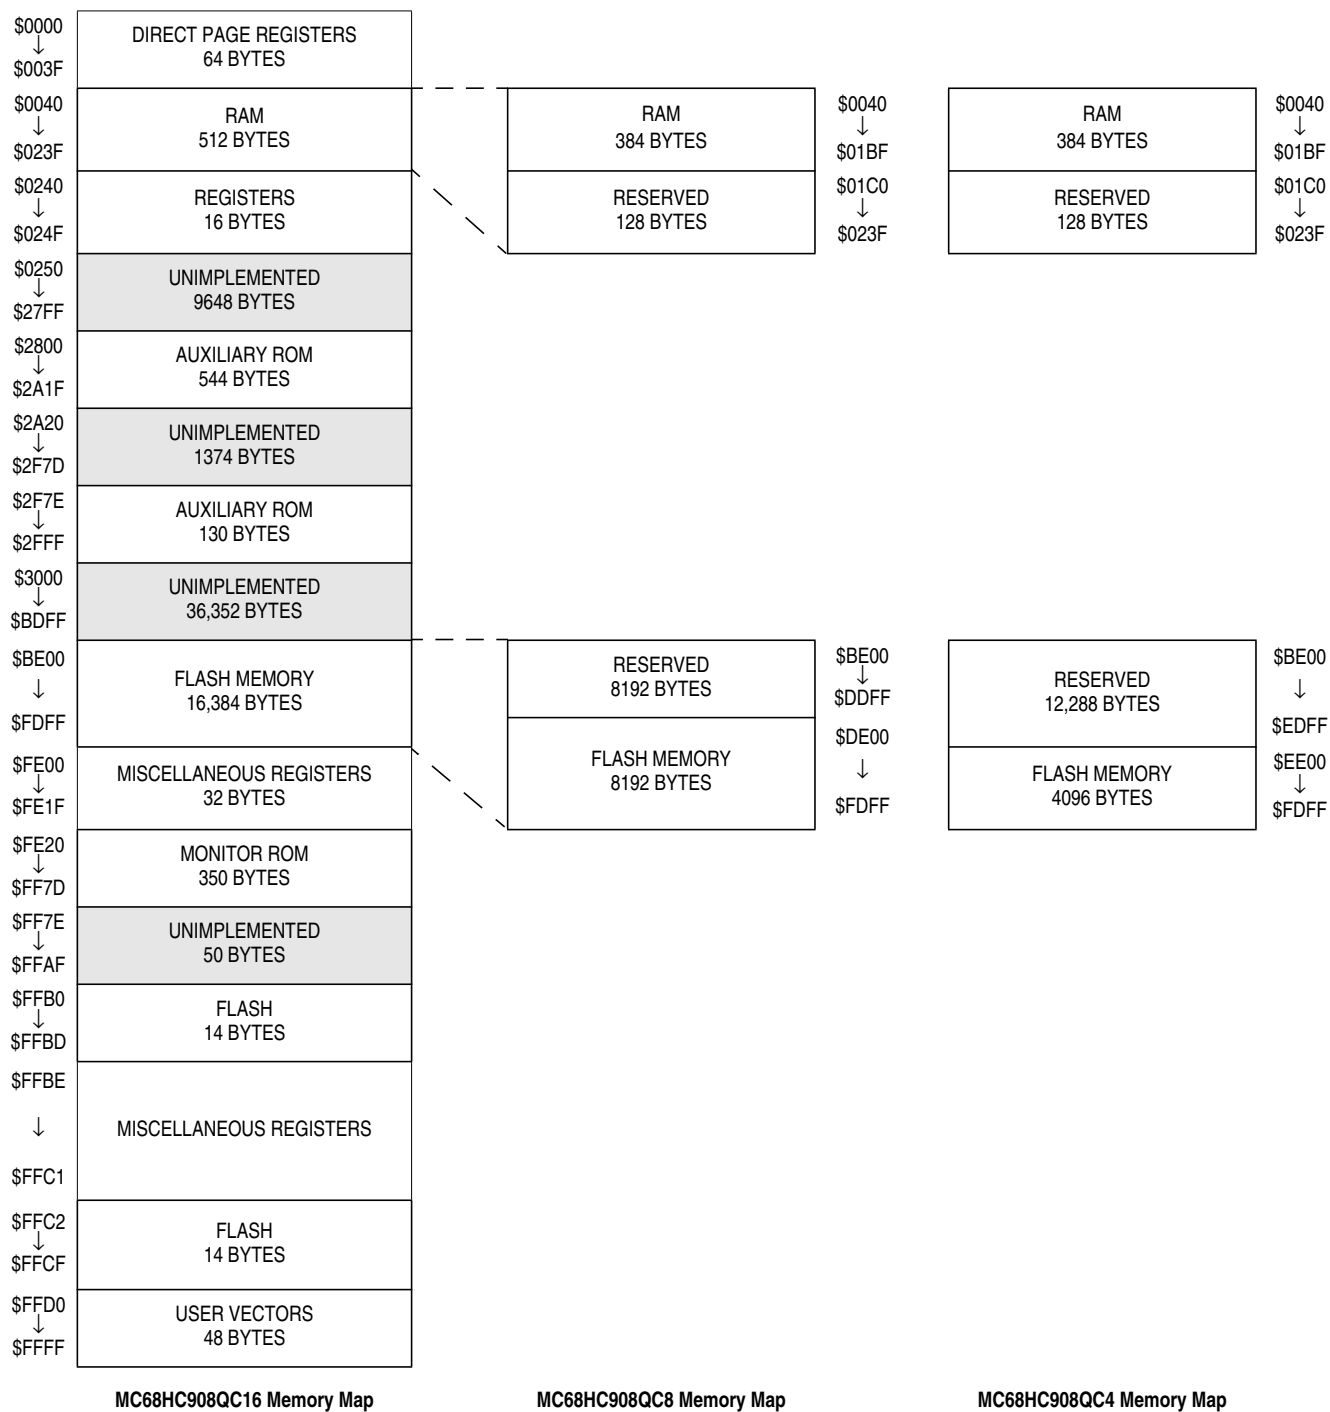 $0000
↓
$003F
DIRECT PAGE REGISTERS
64 BYTES
$0040
↓
$023F
RAM
512 BYTES
$0240
↓
$024F
REGISTERS
16 BYTES
$0250
↓
$27FF
UNIMPLEMENTED
9648 BYTES
$2800
↓
$2A1F
AUXILIARY ROM
544 BYTES
$2A20
↓
$2F7D
UNIMPLEMENTED
1374 BYTES
$2F7E
↓
$2FFF
AUXILIARY ROM
130 BYTES
$3000
↓
$BDFF
UNIMPLEMENTED
36,352 BYTES
$BE00
↓
$FDFF
FLASH MEMORY
16,384 BYTES
$FE00
↓
$FE1F
MISCELLANEOUS REGISTERS
32 BYTES
$FE20
↓
$FF7D
MONITOR ROM
350 BYTES
$FF7E
↓
$FFAF
UNIMPLEMENTED
50 BYTES
$FFB0
↓
$FFBD
FLASH
14 BYTES
$FFBE
↓
$FFC1
MISCELLANEOUS REGISTERS
$FFC2
↓
$FFCF
FLASH
14 BYTES
$FFD0
↓
$FFFF
USER VECTORS
48 BYTES
MC68HC908QC16 Memory Map
RAM
384 BYTES
$0040
↓
$01BF
RESERVED
128 BYTES
$01C0
↓
$023F
RESERVED
8192 BYTES
$BE00
↓
$DDFF
FLASH MEMORY
8192 BYTES
$DE00
↓
$FDFF
MC68HC908QC8 Memory Map
RAM
384 BYTES
$0040
↓
$01BF
RESERVED
128 BYTES
$01C0
↓
$023F
RESERVED
12,288 BYTES
$BE00
↓
$EDFF
FLASH MEMORY
4096 BYTES
$EE00
↓
$FDFF
MC68HC908QC4 Memory Map